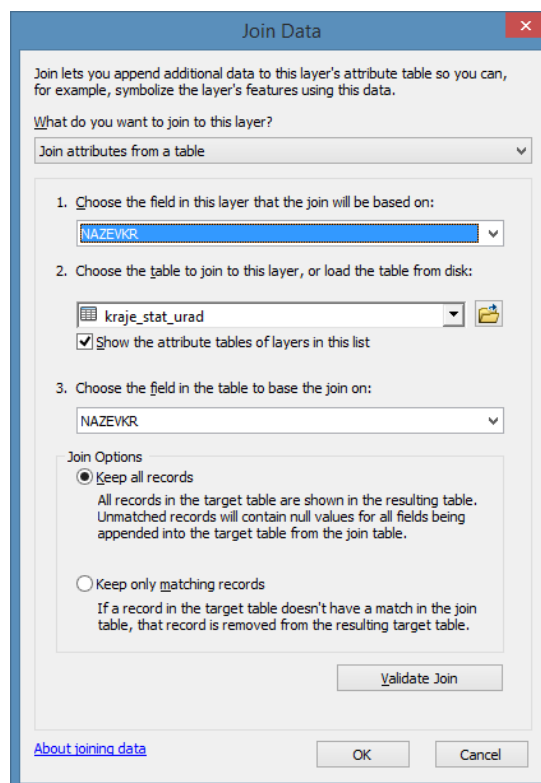 Join Data
Join lets you append additional data to this layer's attribute table so you can,
for example, symbolize the layer's features using this data.
What do you want to join to this layer?
Join attributes from a table
1. Choose the field in this layer that the join will be based on:
NAZEVKR
2. Choose the table to join to this layer, or load the table from disk:
kraje_stat_urad
Show the attribute tables of layers in this list
3. Choose the field in the table to base the join on:
NAZEVKR
Join Options
Keep all records
All records in the target table are shown in the resulting table.
Unmatched records will contain null values for all fields being
appended into the target table from the join table.
Keep only matching records
If a record in the target table doesn't have a match in the join
table, that record is removed from the resulting target table.
Validate Join
About joining data
OK
Cancel